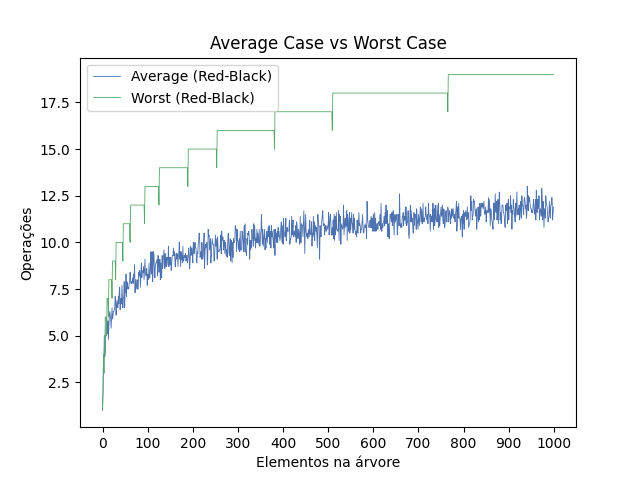 Average Case vs Worst Case
Average (Red-Black)
Worst (Red-Black)
Operações
17.5
15.0
12.5
10.0
7.5
5.0
2.5
0 100 200 300 400 500 600 700 800 900 1000
Elementos na árvore